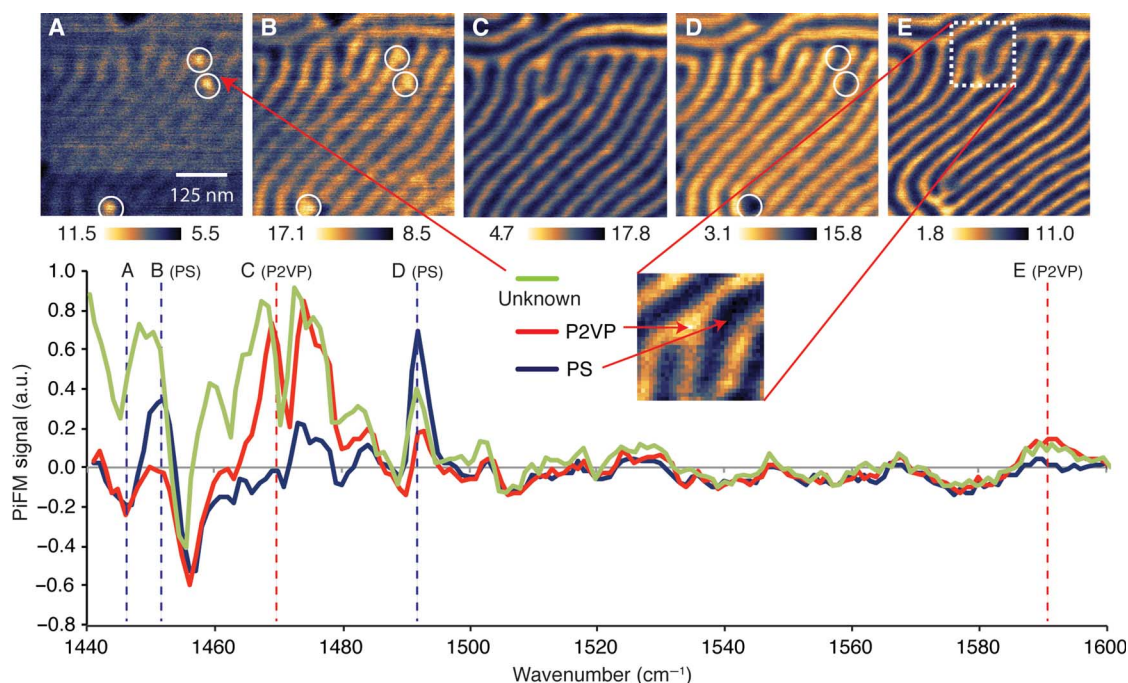 A B C D E
125 nm
11.5 5.5 17.1 8.5 4.7 17.8 3.1 15.8 1.8 11.0
A B (PS) C (P2VP) D (PS) E (P2VP)
Unknown
P2VP
PS
PiFM signal (a.u.)
1.0
0.8
0.6
0.4
0.2
0.0
−0.2
−0.4
−0.6
−0.8
1440 1460 1480 1500 1520 1540 1560 1580 1600
Wavenumber (cm⁻¹)